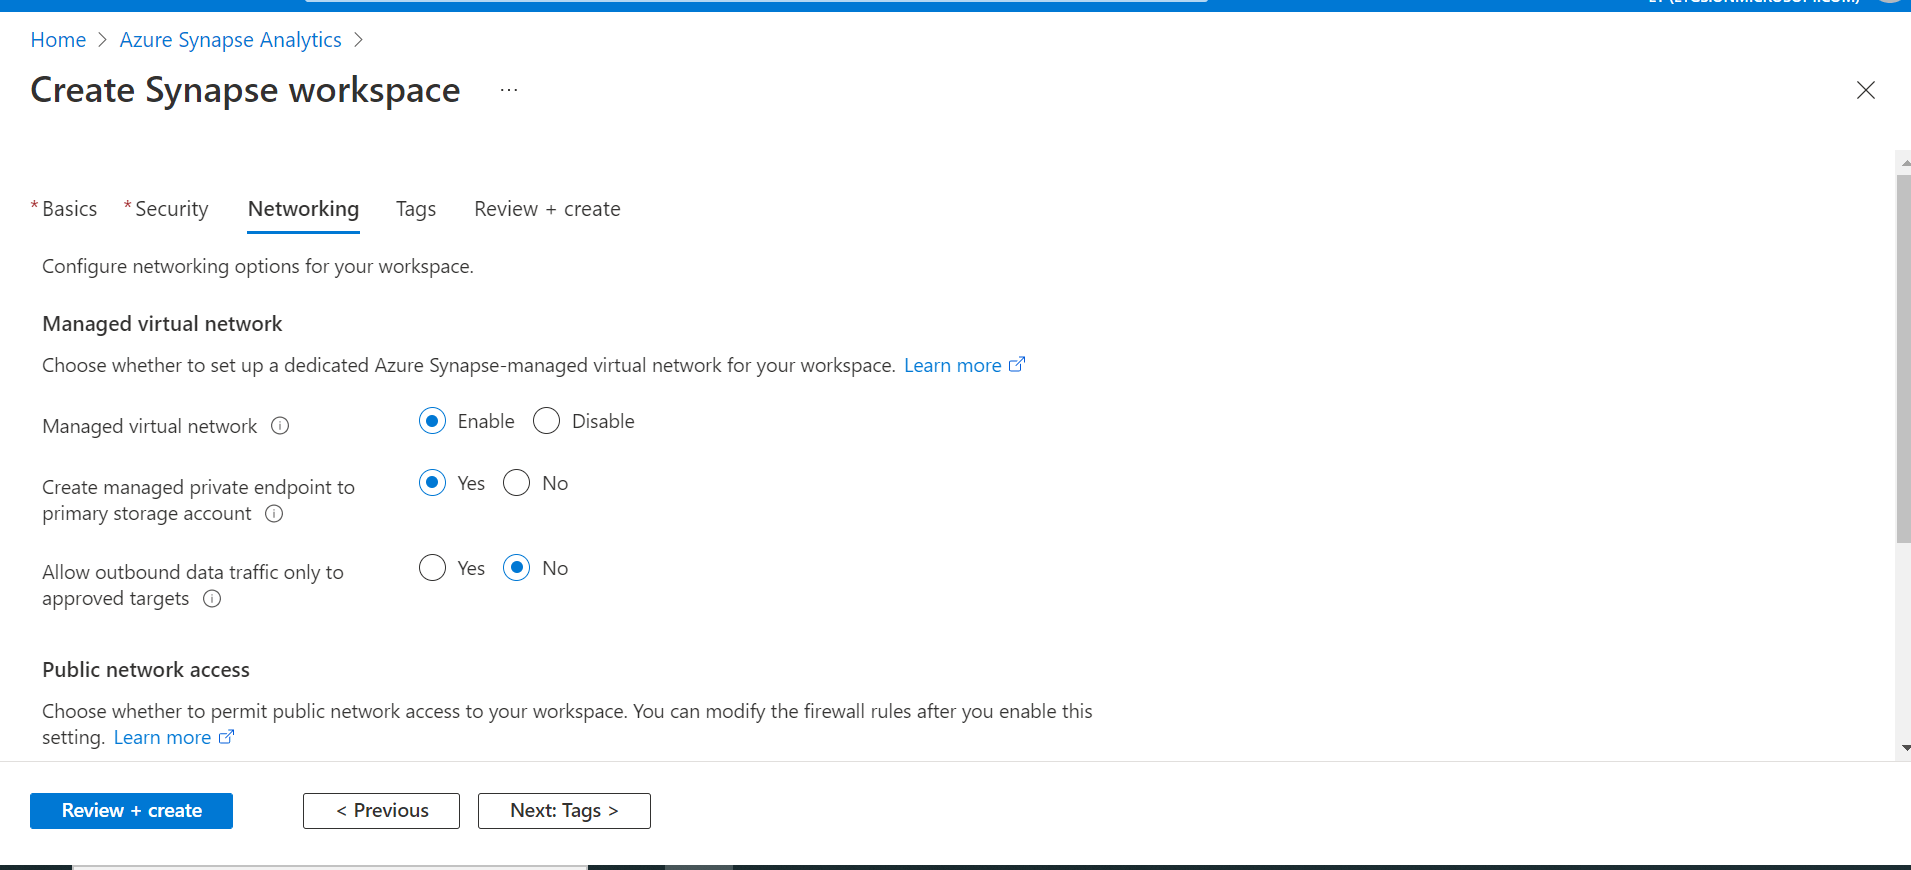 Home > Azure Synapse Analytics >
Create Synapse workspace ...
* Basics * Security Networking Tags Review + create
Configure networking options for your workspace.
Managed virtual network
Choose whether to set up a dedicated Azure Synapse-managed virtual network for your workspace. Learn more
Managed virtual network Enable Disable
Create managed private endpoint to
primary storage account
Yes No
Allow outbound data traffic only to
approved targets
Yes No
Public network access
Choose whether to permit public network access to your workspace. You can modify the firewall rules after you enable this
setting. Learn more
Review + create < Previous Next: Tags >